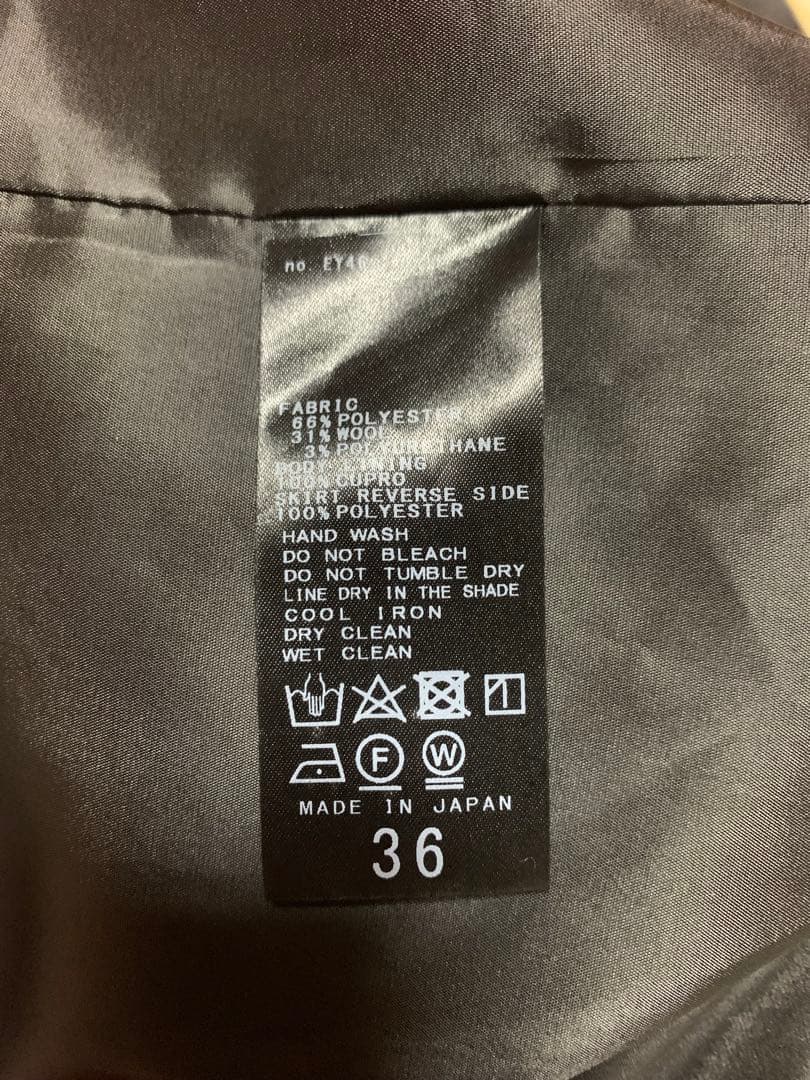 no. EY40
FABRIC
66% POLYESTER
31% WOOL
3% POLYURETHANE
BODY LINING
100% CUPRO
SKIRT REVERSE SIDE
100% POLYESTER
HAND WASH
DO NOT BLEACH
DO NOT TUMBLE DRY
LINE DRY IN THE SHADE
COOL IRON
DRY CLEAN
WET CLEAN
F W
MADE IN JAPAN
36